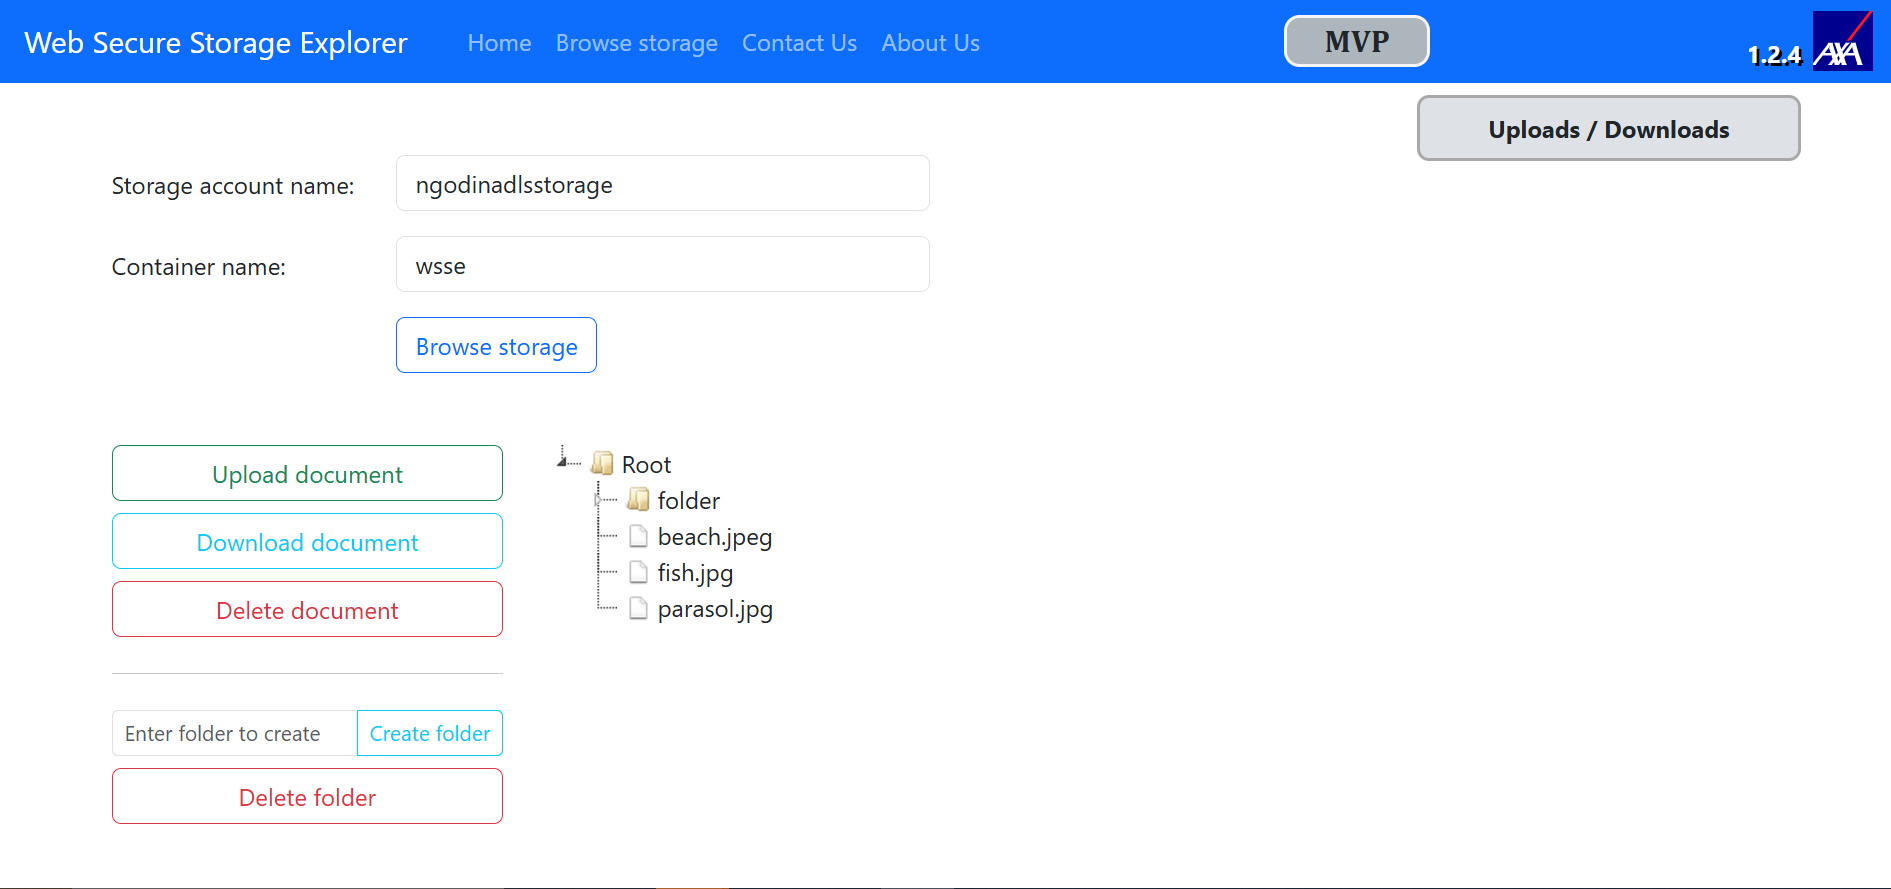 Web Secure Storage Explorer
Home Browse storage Contact Us About Us
MVP
1.2.4
AXA
Uploads / Downloads
Storage account name: ngodinadlsstorage
Container name: wsse
Browse storage
Upload document
Download document
Delete document
Enter folder to create Create folder
Delete folder
Root
folder
beach.jpeg
fish.jpg
parasol.jpg